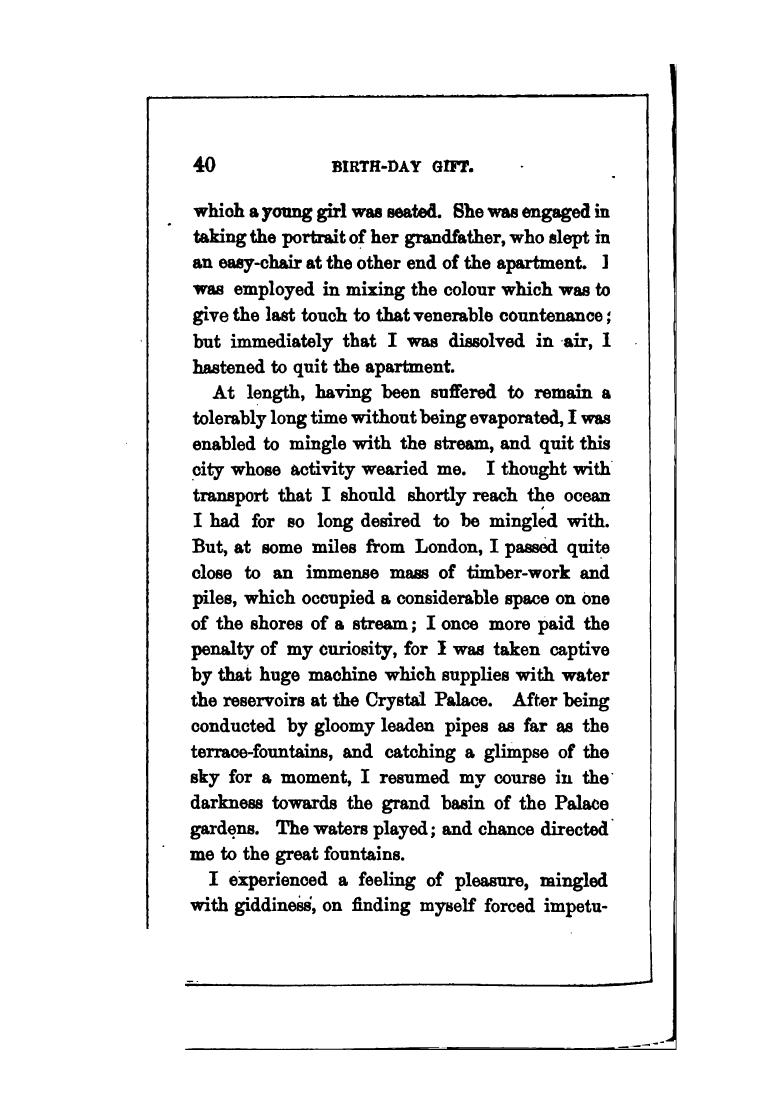 40 BIRTH-DAY GIFT.
which a young girl was seated. She was engaged in
taking the portrait of her grandfather, who slept in
an easy-chair at the other end of the apartment. I
was employed in mixing the colour which was to
give the last touch to that venerable countenance;
but immediately that I was dissolved in air, I
hastened to quit the apartment.
At length, having been suffered to remain a
tolerably long time without being evaporated, I was
enabled to mingle with the stream, and quit this
city whose activity wearied me. I thought with
transport that I should shortly reach the ocean
I had for so long desired to be mingled with.
But, at some miles from London, I passed quite
close to an immense mass of timber-work and
piles, which occupied a considerable space on one
of the shores of a stream; I once more paid the
penalty of my curiosity, for I was taken captive
by that huge machine which supplies with water
the reservoirs at the Crystal Palace. After being
conducted by gloomy leaden pipes as far as the
terrace-fountains, and catching a glimpse of the
sky for a moment, I resumed my course in the
darkness towards the grand basin of the Palace
gardens. The waters played; and chance directed
me to the great fountains.
I experienced a feeling of pleasure, mingled
with giddiness, on finding myself forced impetu-